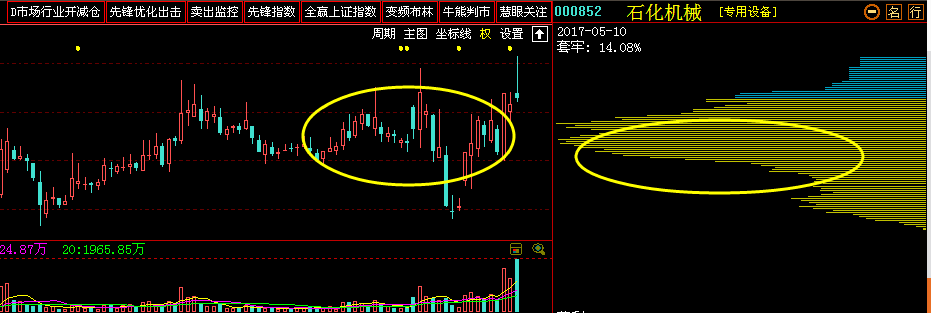 D市场行业开减仓 先锋优化出击 卖出监控 先锋指数 全赢上证指数 变频布林 牛能判市 慧眼关注
000852 石化机械 [专用设备] 名 行
周期 主图 坐标线 权 设置
2017-05-10
套牢: 14.08%
24.87万 20:1965.85万